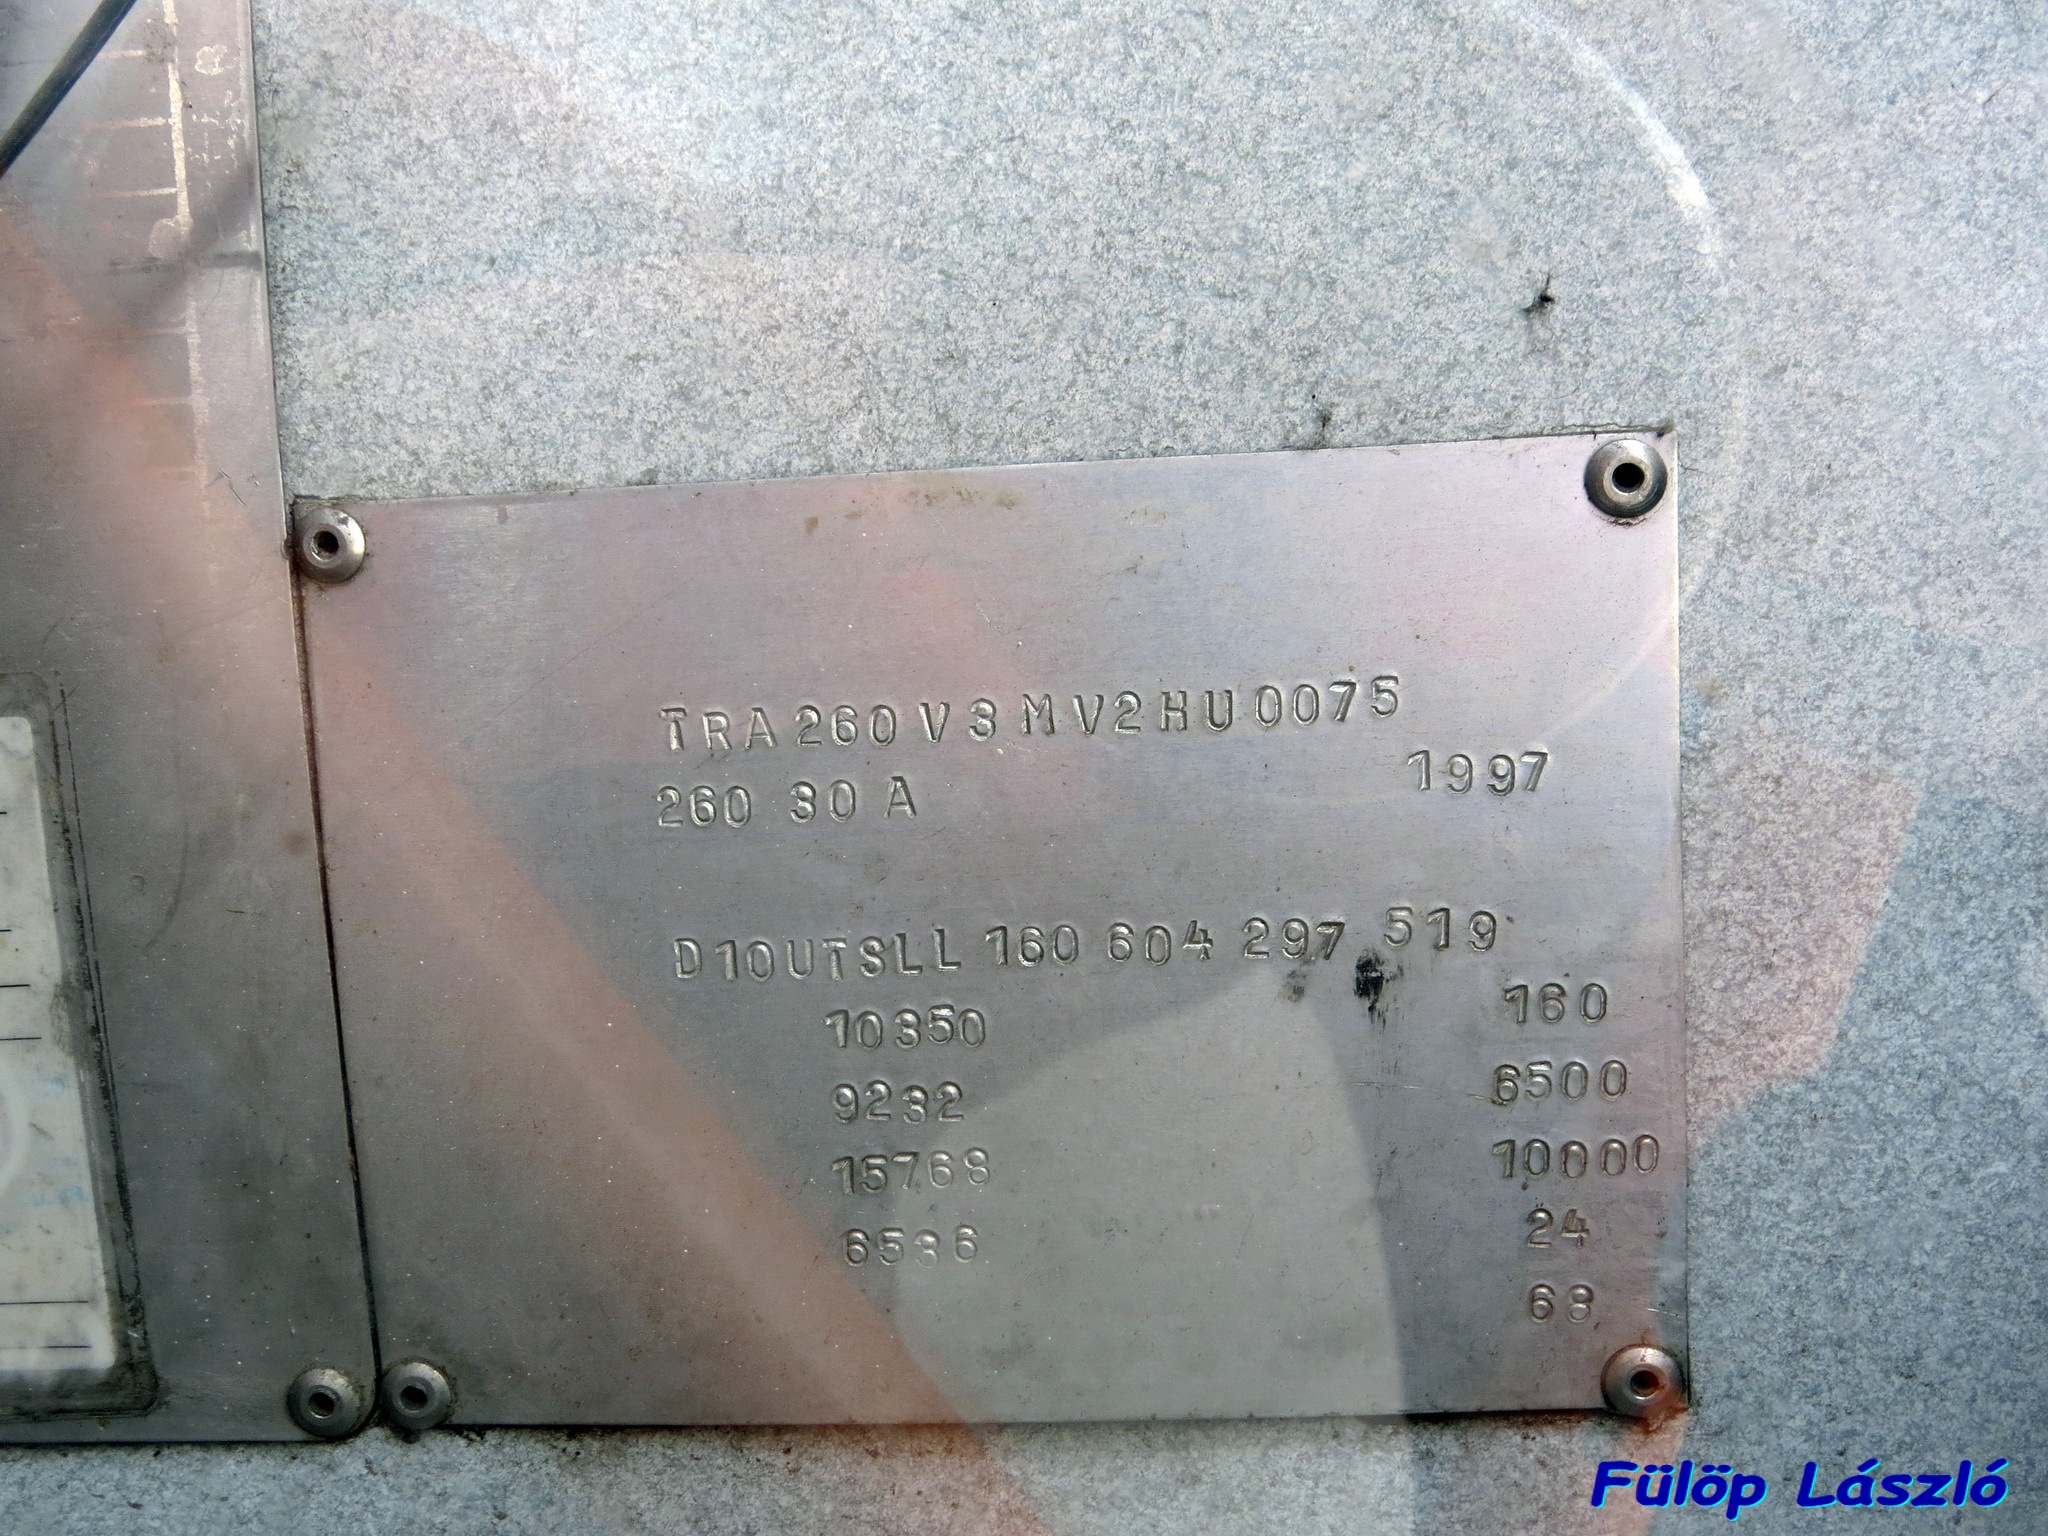 TRA260V3MV2HU0075
260 30 A 1997
D10UTSLL 160 604 297 519
10350 160
9232 6500
15768 10000
6536 24
68
Fülöp László